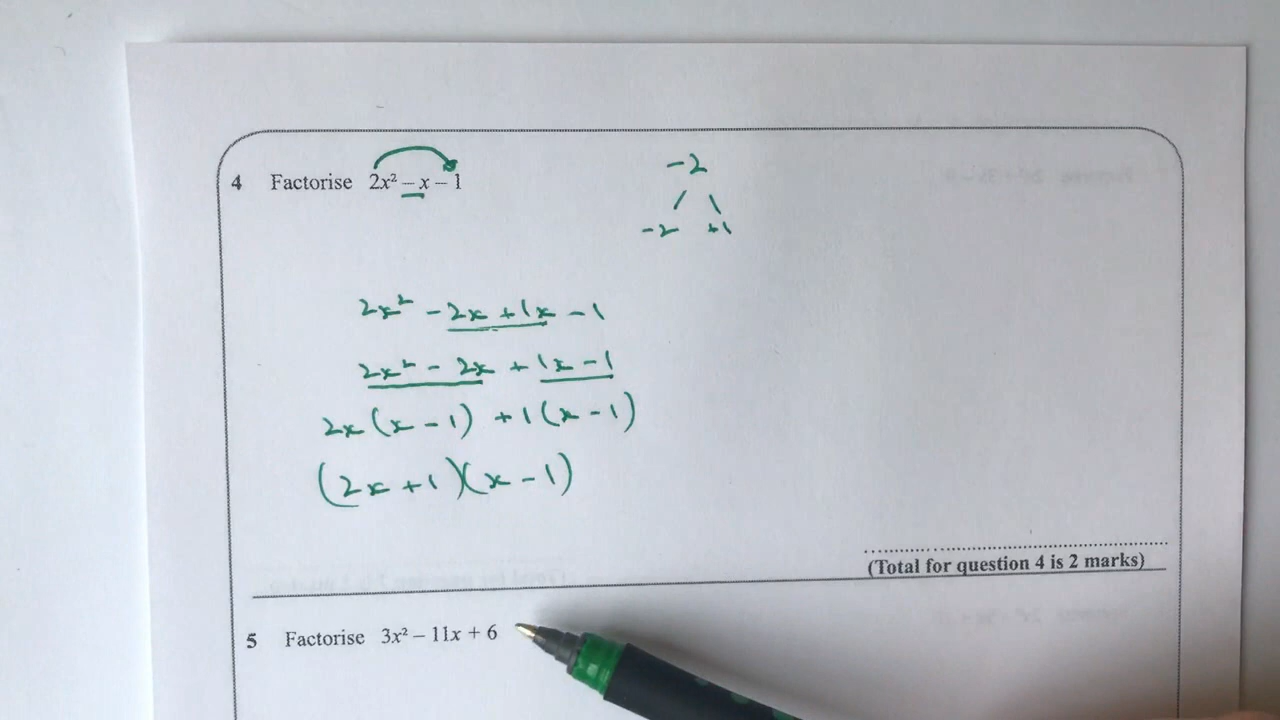 4 Factorise 2x² – x – 1
-2
/ \
-2 +1
2x² - 2x + 1x - 1
2x² - 2x + 1x - 1
2x(x - 1) + 1(x - 1)
(2x + 1)(x - 1)
(Total for question 4 is 2 marks)
5 Factorise 3x² – 11x + 6